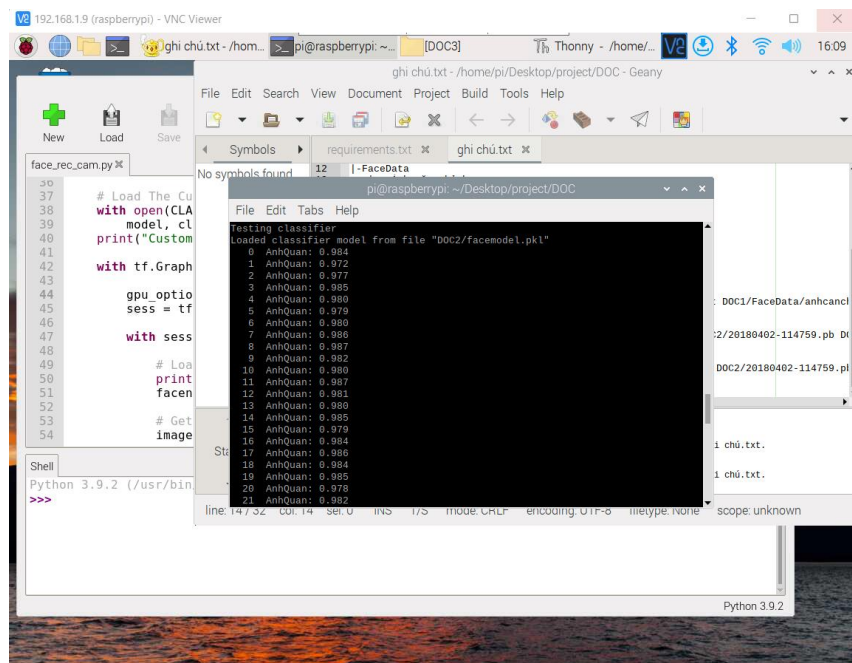 192.168.1.9 (raspberrypi) - VNC Viewer
ghi chú.txt - /hom... pi@raspberrypi: ~... [DOC3] Thonny - /home/... 16:09
ghi chú.txt - /home/pi/Desktop/project/DOC - Geany
File Edit Search View Document Project Build Tools Help
New Load Save
Symbols requirements.txt ghi chú.txt
face_rec_cam.py
No symbols found
12 |-FaceData
pi@raspberrypi: ~/Desktop/project/DOC
File Edit Tabs Help
Testing classifier
Loaded classifier model from file "DOC2/facemodel.pkl"
0 AnhQuan: 0.984
1 AnhQuan: 0.972
2 AnhQuan: 0.977
3 AnhQuan: 0.985
4 AnhQuan: 0.980
5 AnhQuan: 0.979
6 AnhQuan: 0.980
7 AnhQuan: 0.986
8 AnhQuan: 0.987
9 AnhQuan: 0.982
10 AnhQuan: 0.980
11 AnhQuan: 0.987
12 AnhQuan: 0.981
13 AnhQuan: 0.980
14 AnhQuan: 0.985
15 AnhQuan: 0.979
16 AnhQuan: 0.984
17 AnhQuan: 0.986
18 AnhQuan: 0.984
19 AnhQuan: 0.985
20 AnhQuan: 0.978
21 AnhQuan: 0.982
36
37 # Load The Cu
38 with open(CLA
39 model, cl
40 print("Custom
41
42 with tf.Graph
43
44 gpu_optio
45 sess = tf
46
47 with sess
48
49 # Loa
50 print
51 facen
52
53 # Get
54 image
DOC1/FaceData/anhcancl
2/20180402-114759.pb DO
DOC2/20180402-114759.pl
i chú.txt.
i chú.txt.
Sta
Shell
Python 3.9.2 (/usr/bin
>>>
line: 14 / 32 col: 14 sel: 0 INS T/S mode: CRLF encoding: UTF-8 filetype: None scope: unknown
Python 3.9.2